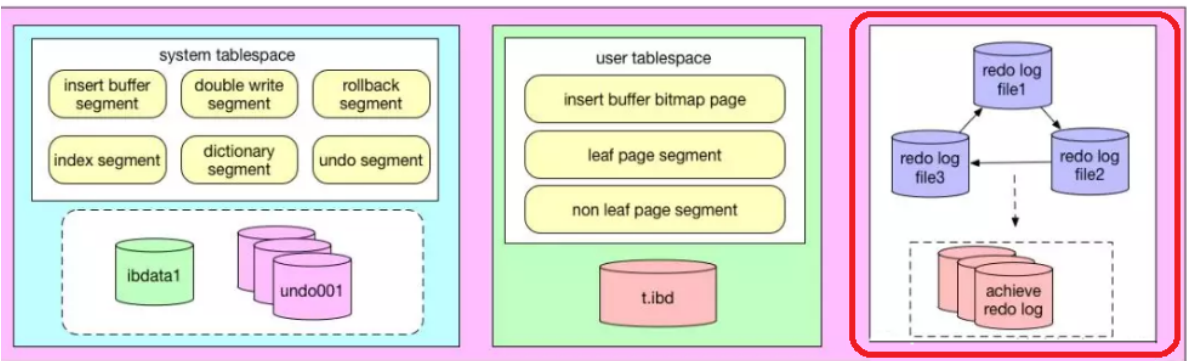 system tablespace
insert buffer
segment
double write
segment
rollback
segment
index segment
dictionary
segment
undo segment
ibdata1
undo001
user tablespace
insert buffer bitmap page
leaf page segment
non leaf page segment
t.ibd
redo log
file1
redo log
file3
redo log
file2
achieve
redo log